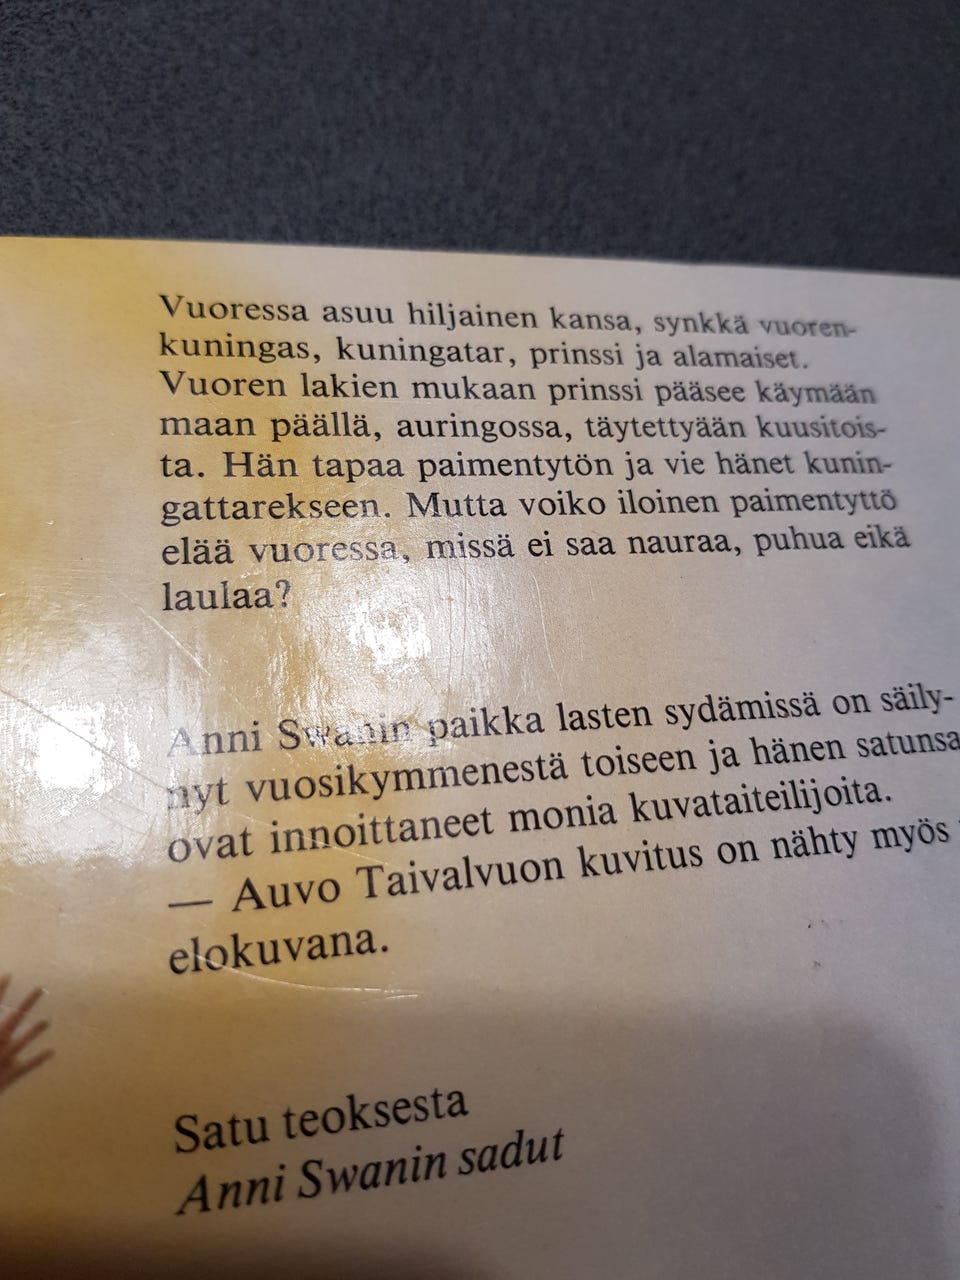 Vuoressa asuu hiljainen kansa, synkkä vuoren-
kuningas, kuningatar, prinssi ja alamaiset.
Vuoren lakien mukaan prinssi pääsee käymään
maan päällä, auringossa, täytettyään kuusitois-
ta. Hän tapaa paimentytön ja vie hänet kunin-
gattarekseen. Mutta voiko iloinen paimentyttö
elää vuoressa, missä ei saa nauraa, puhua eikä
laulaa?
Anni Swanin paikka lasten sydämissä on säily-
nyt vuosikymmenestä toiseen ja hänen satunsa
ovat innoittaneet monia kuvataiteilijoita.
— Auvo Taivalvuon kuvitus on nähty myös
elokuvana.
Satu teoksesta
Anni Swanin sadut